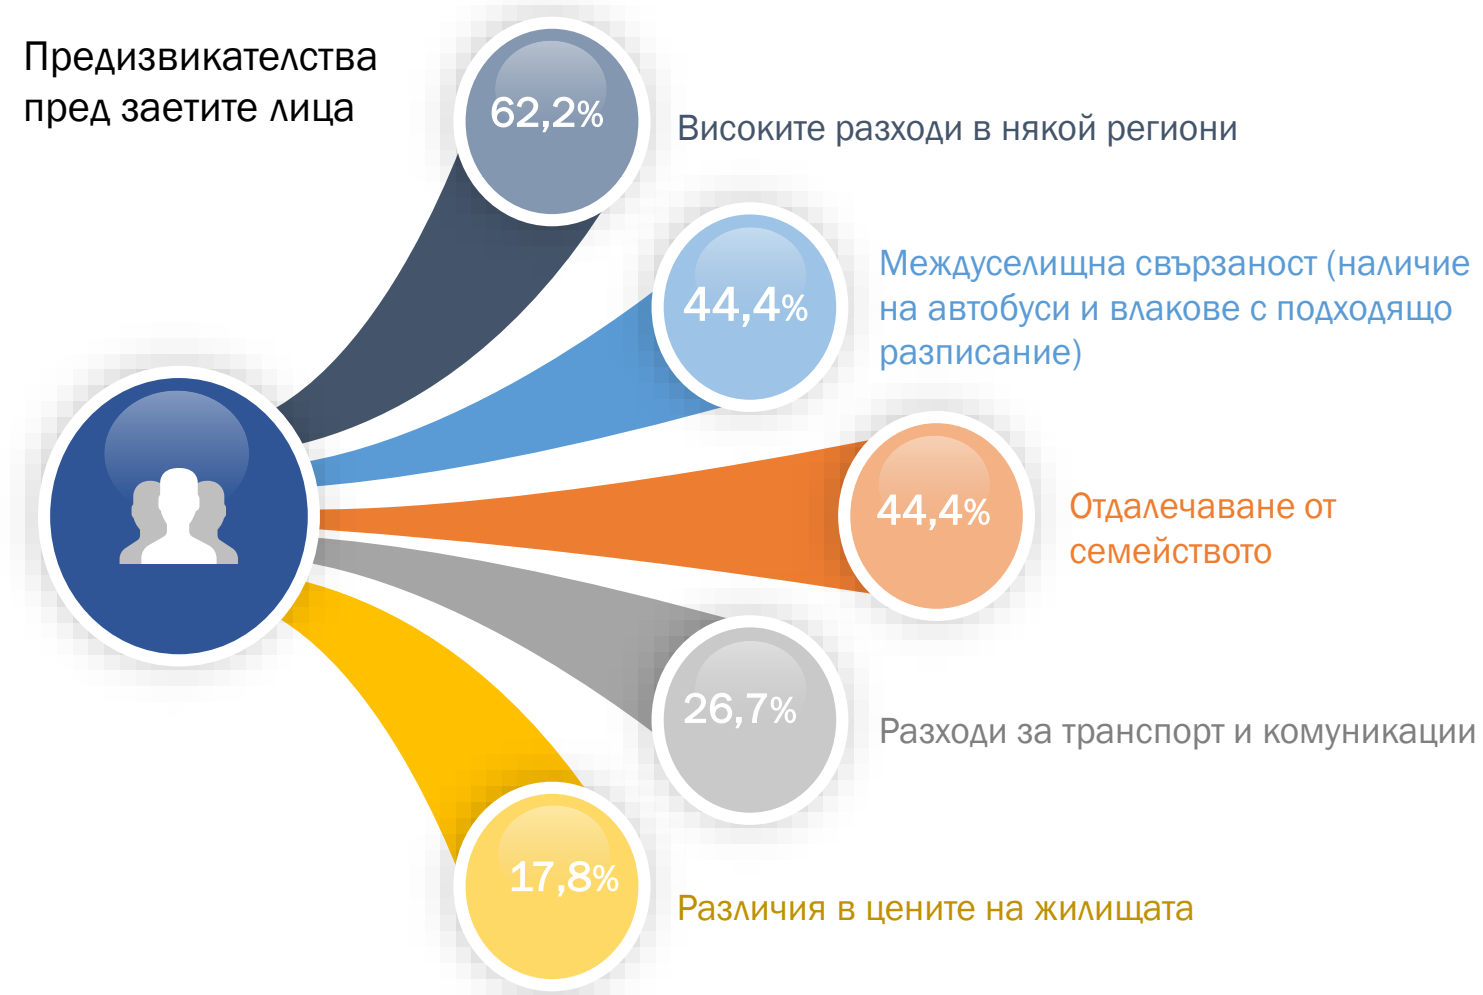 Предизвикателства
пред заетите лица
62,2%
Високите разходи в някой региони
44,4%
Междуселищна свързаност (наличие
на автобуси и влакове с подходящо
разписание)
44,4%
Отдалечаване от
семейството
26,7%
Разходи за транспорт и комуникации
17,8%
Различия в цените на жилищата